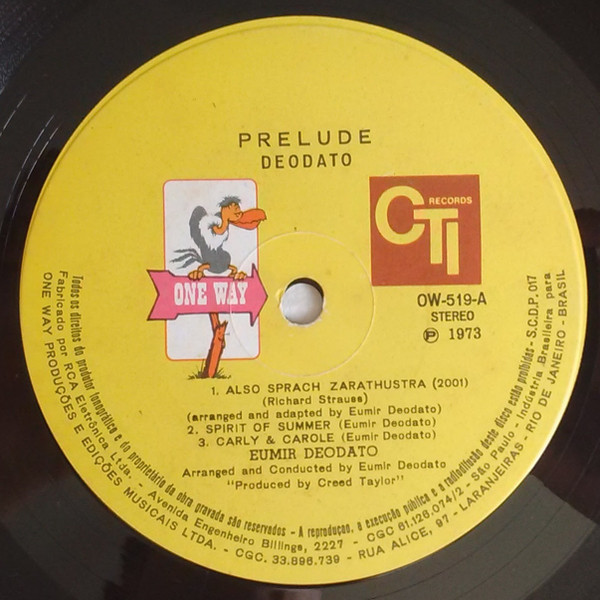 PRELUDE
DEODATO
ONE WAY
CTI RECORDS
OW-519-A
STEREO
Ⓟ 1973
1. ALSO SPRACH ZARATHUSTRA (2001)
(Richard Strauss)
(arranged and adapted by Eumir Deodato)
2. SPIRIT OF SUMMER (Eumir Deodato)
3. CARLY & CAROLE (Eumir Deodato)
EUMIR DEODATO
Arranged and Conducted by Eumir Deodato
"Produced by Creed Taylor"
Todos os direitos do produtor fonográfico e do proprietário da obra gravada são reservados - A reproduçao, a execução pública e a radiodifusão deste disco estão proibidas - S.C.D.P. 017
Fabricado por RCA Eletrônica Ltda. - Avenida Engenheiro Billings, 2227 - CGC 61.126.074/2 - São Paulo - Indústria Brasileira para
ONE WAY PRODUÇÕES E EDIÇÕES MUSICAIS LTDA. - CGC. 33.896.739 - RUA ALICE, 97 - LARANJEIRAS - RIO DE JANEIRO - BRASIL